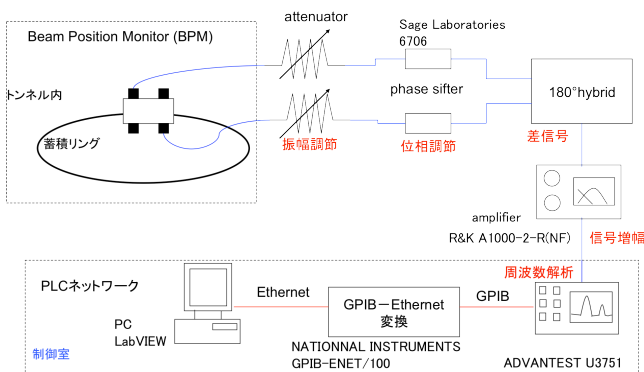 attenuator
Sage Laboratories
6706
Beam Position Monitor (BPM)
トンネル内
phase sifter
180°hybrid
蓄積リング
振幅調節
位相調節
差信号
amplifier
R&K A1000-2-R(NF)
信号増幅
周波数解析
PLCネットワーク
Ethernet
GPIB
GPIB－Ethernet
変換
PC
LabVIEW
制御室
NATIONNAL INSTRUMENTS
GPIB-ENET/100
ADVANTEST U3751